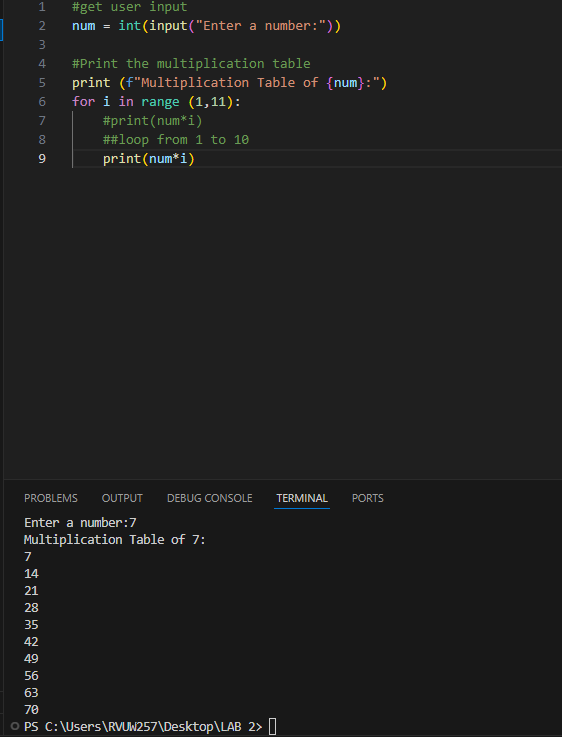 1 #get user input
2 num = int(input("Enter a number:"))
3
4 #Print the multiplication table
5 print (f"Multiplication Table of {num}:")
6 for i in range (1,11):
7     #print(num*i)
8     ##loop from 1 to 10
9     print(num*i)
PROBLEMS OUTPUT DEBUG CONSOLE TERMINAL PORTS
Enter a number:7
Multiplication Table of 7:
7
14
21
28
35
42
49
56
63
70
PS C:\Users\RVUW257\Desktop\LAB 2>